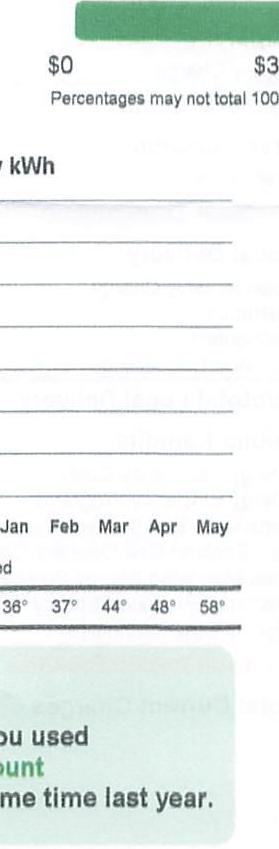 $0 $3
Percentages may not total 100
y kWh
Jan Feb Mar Apr May
ed
36° 37° 44° 48° 58°
ou used
ount
me time last year.